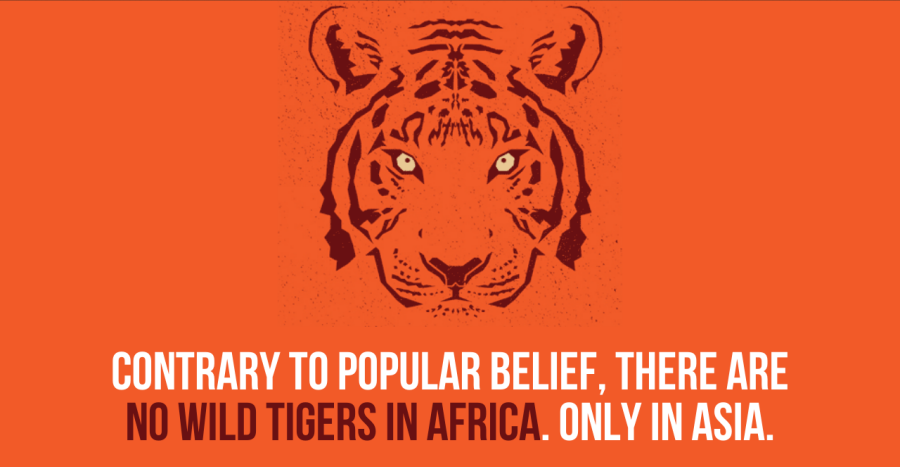 CONTRARY TO POPULAR BELIEF, THERE ARE
NO WILD TIGERS IN AFRICA. ONLY IN ASIA.